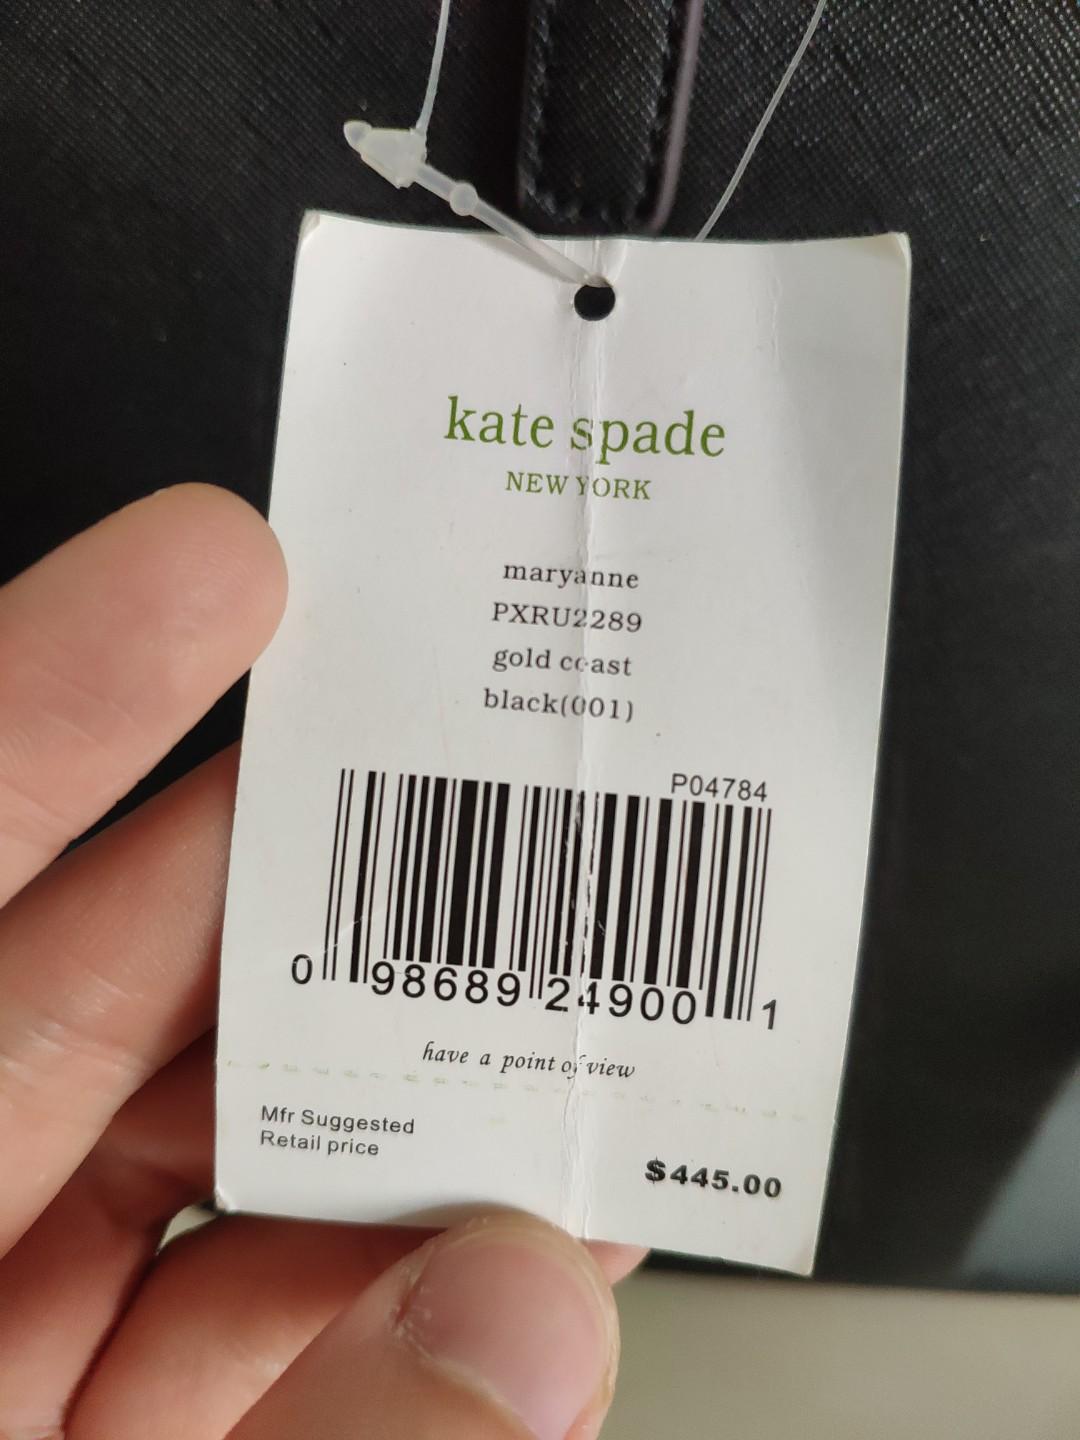 kate spade
NEW YORK
maryanne
PXRU2289
gold coast
black(001)
P04784
0 98689 24900 1
have a point of view
Mfr Suggested
Retail price
$445.00